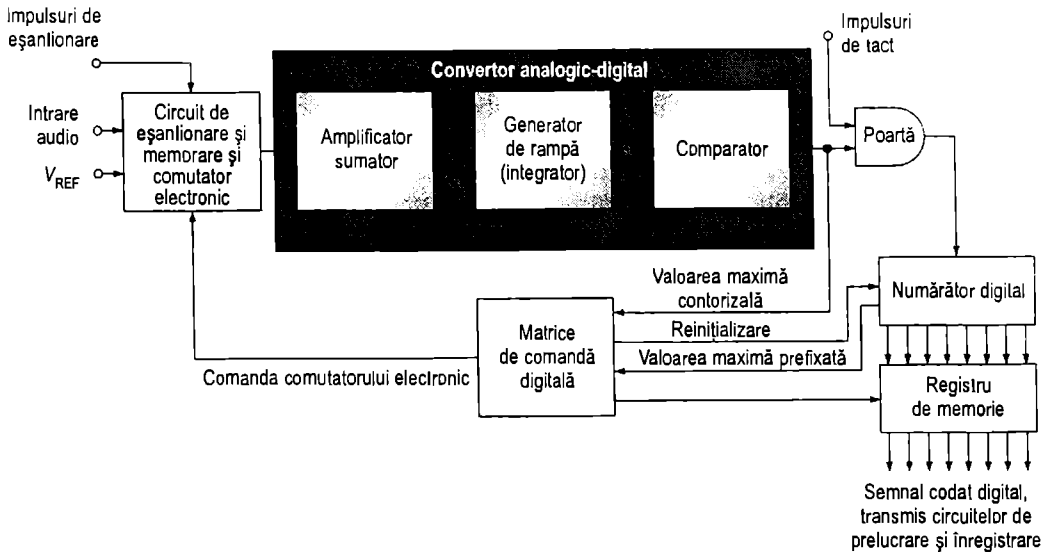 Impulsuri de
eşanlionare
Intrare
audio
VREF
Circuit de
eşanlionare şi
memorare şi
comutator
electronic
Convertor analogic-digital
Amplificator
sumator
Generator
de rampă
(integrator)
Comparator
Impulsuri
de tact
Poartă
Valoarea maximă
contorizală
Reiniţializare
Valoarea maximă prefixată
Numărător digital
Matrice
de comandă
digitală
Comanda comutatorului electronic
Registru
de memorie
Semnal codat digital,
transmis circuitelor de
prelucrare şi înregistrare